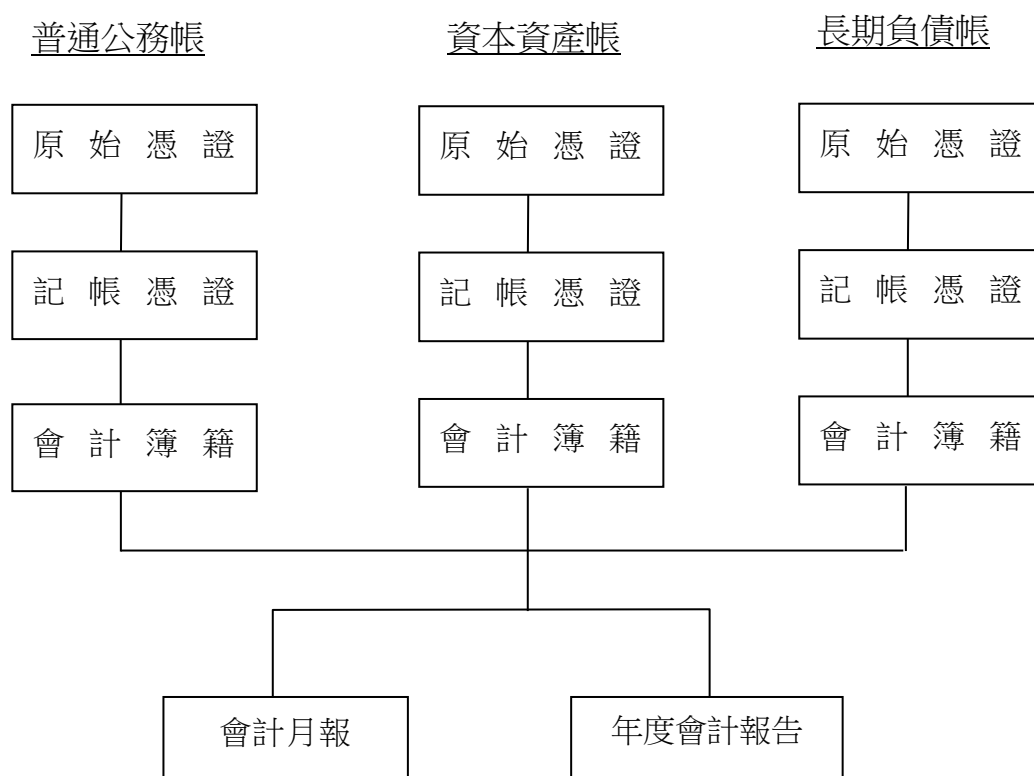 普通公務帳 資本資產帳 長期負債帳
原始憑證 原始憑證 原始憑證
記帳憑證 記帳憑證 記帳憑證
會計簿籍 會計簿籍 會計簿籍
會計月報 年度會計報告